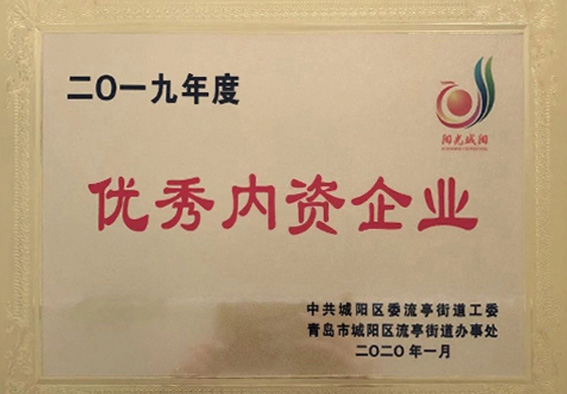 二〇一九年度
阳光城阳
优秀内资企业
中共城阳区委流亭街道工委
青岛市城阳区流亭街道办事处
二〇二〇年一月